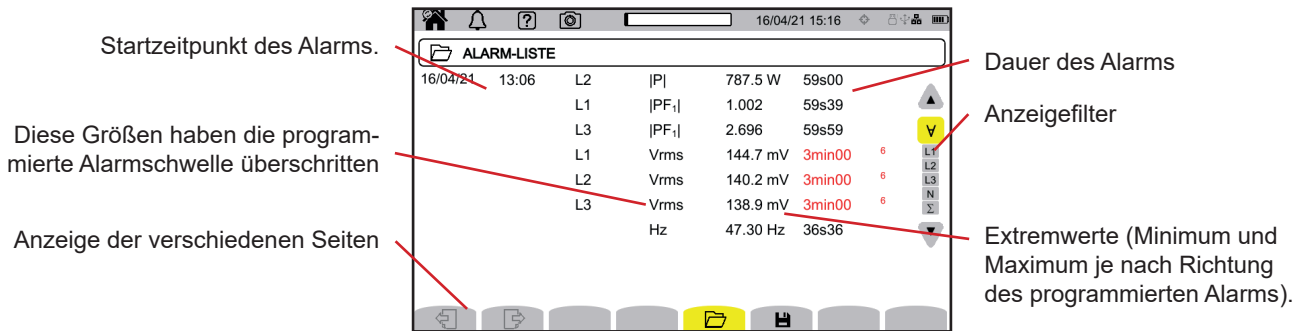 16/04/21 15:16
ALARM-LISTE
Startzeitpunkt des Alarms.
Diese Größen haben die program-
mierte Alarmschwelle überschritten
Anzeige der verschiedenen Seiten
16/04/21 13:06 L2 |P| 787.5 W 59s00
L1 |PF₁| 1.002 59s39
L3 |PF₁| 2.696 59s59
L1 Vrms 144.7 mV 3min00 6
L2 Vrms 140.2 mV 3min00 6
L3 Vrms 138.9 mV 3min00 6
Hz 47.30 Hz 36s36
∀
L1
L2
L3
N
Σ
Dauer des Alarms
Anzeigefilter
Extremwerte (Minimum und
Maximum je nach Richtung
des programmierten Alarms).